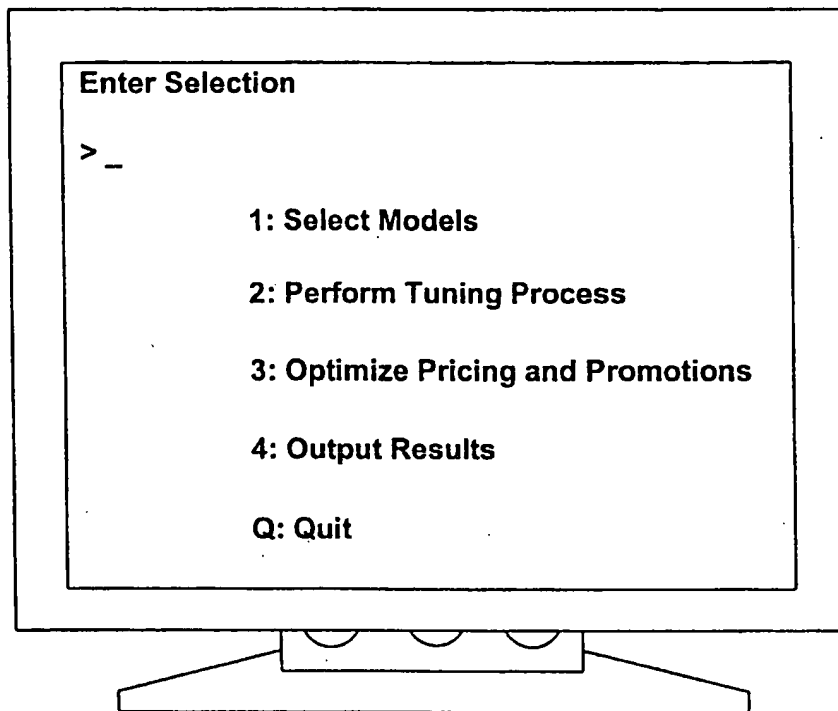 Enter Selection
> _
1: Select Models
2: Perform Tuning Process
3: Optimize Pricing and Promotions
4: Output Results
Q: Quit